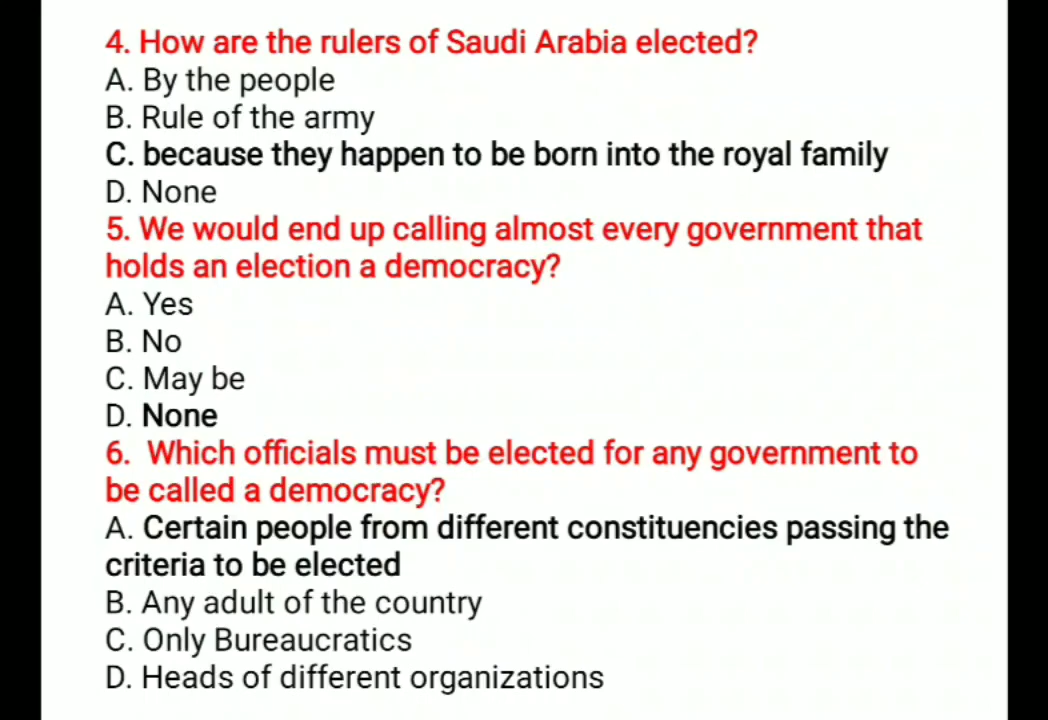 4. How are the rulers of Saudi Arabia elected?
A. By the people
B. Rule of the army
C. because they happen to be born into the royal family
D. None
5. We would end up calling almost every government that
holds an election a democracy?
A. Yes
B. No
C. May be
D. None
6.  Which officials must be elected for any government to
be called a democracy?
A. Certain people from different constituencies passing the
criteria to be elected
B. Any adult of the country
C. Only Bureaucratics
D. Heads of different organizations